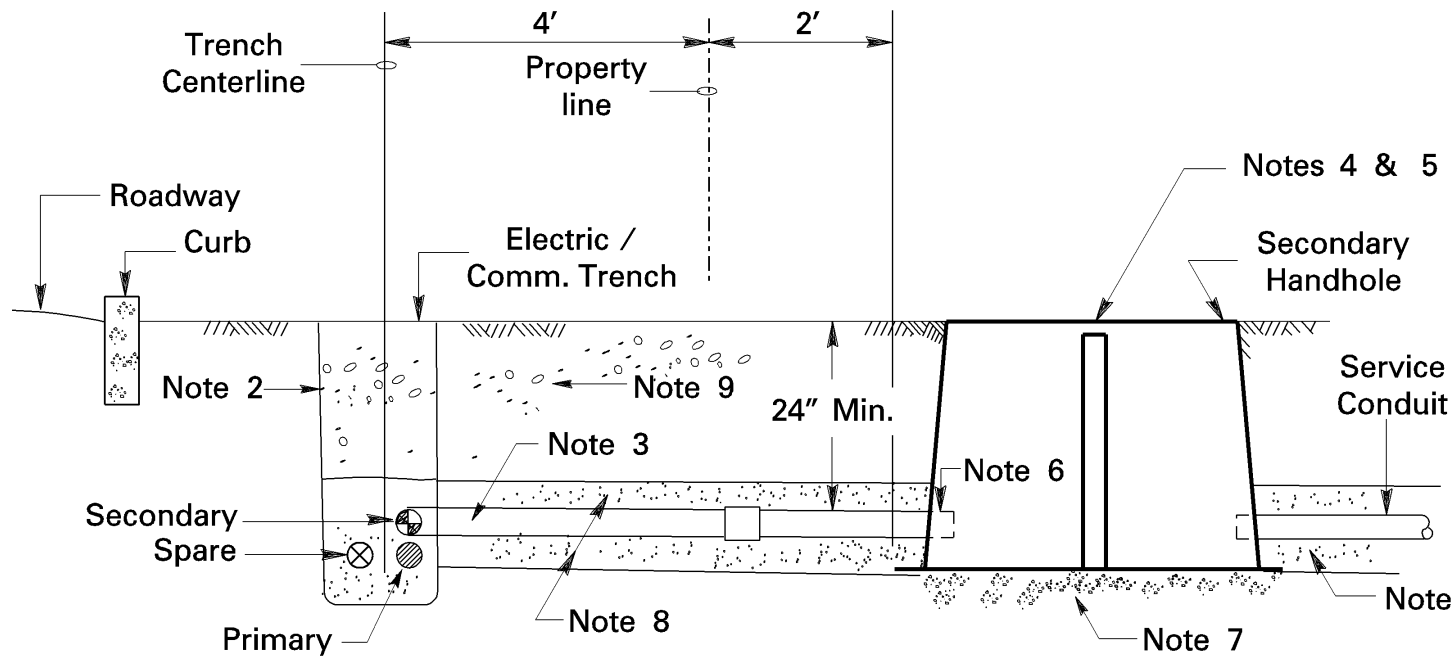 4’
2’
Trench
Centerline
Property
line
Notes 4 & 5
Roadway
Curb
Electric /
Comm. Trench
Secondary
Handhole
Note 2
Note 9
24” Min.
Service
Conduit
Note 3
Note 6
Secondary
Spare
Note
Note 8
Primary
Note 7